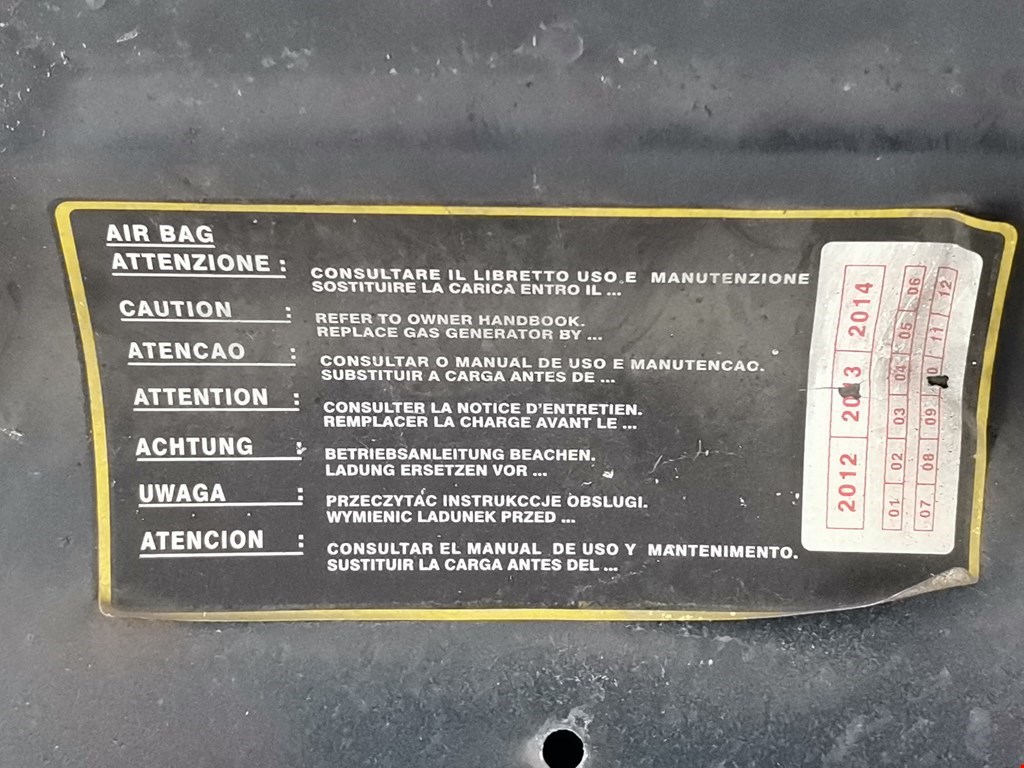 AIR BAG
ATTENZIONE :
CONSULTARE IL LIBRETTO USO E MANUTENZIONE
SOSTITUIRE LA CARICA ENTRO IL ...
CAUTION :
REFER TO OWNER HANDBOOK.
REPLACE GAS GENERATOR BY ...
ATENCAO :
CONSULTAR O MANUAL DE USO E MANUTENCAO.
SUBSTITUIR A CARGA ANTES DE ...
ATTENTION :
CONSULTER LA NOTICE D'ENTRETIEN.
REMPLACER LA CHARGE AVANT LE ...
ACHTUNG :
BETRIEBSANLEITUNG BEACHEN.
LADUNG ERSETZEN VOR ...
UWAGA :
PRZECZYTAC INSTRUKCCJE OBSLUGI.
WYMIENIC LADUNEK PRZED ...
ATENCION :
CONSULTAR EL MANUAL DE USO Y MANTENIMENTO.
SUSTITUIR LA CARGA ANTES DEL ...
2012 2013 2014
01 02 03 04 05 06
07 08 09 10 11 12